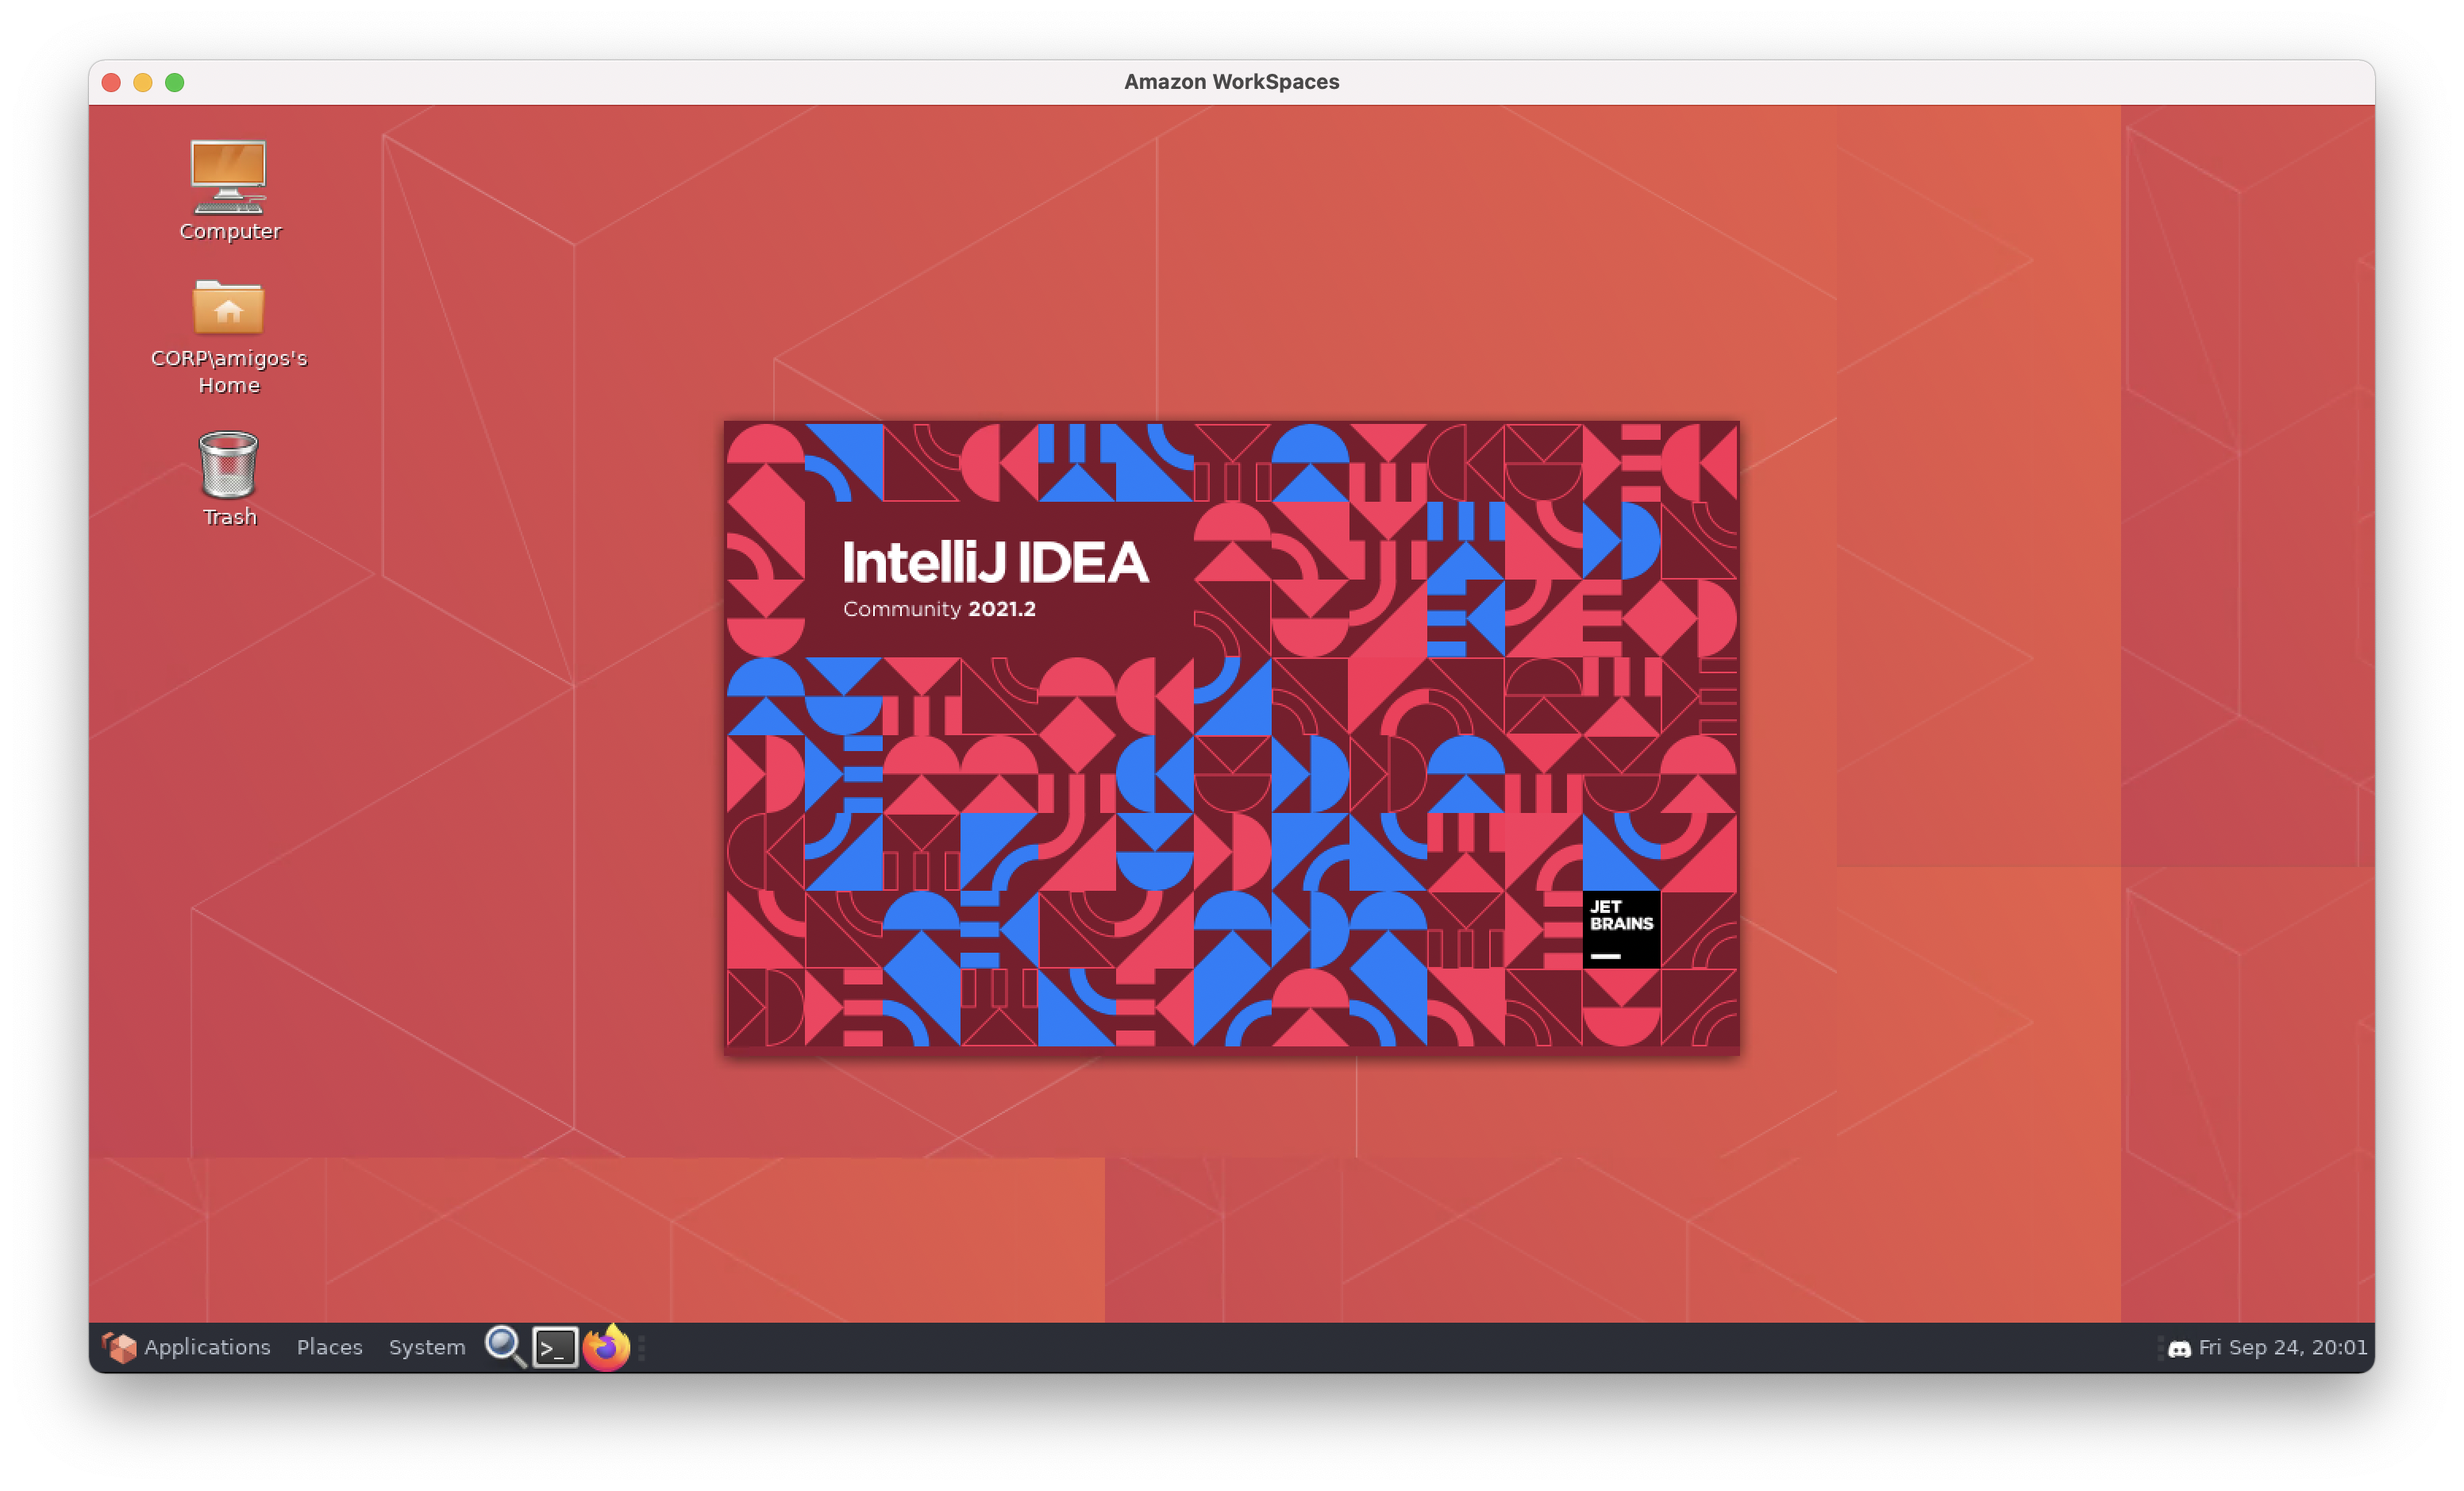 Amazon WorkSpaces
Computer
CORP\amigos's
Home
Trash
IntelliJ IDEA
Community 2021.2
JET
BRAINS
Applications Places System >_ Fri Sep 24, 20:01